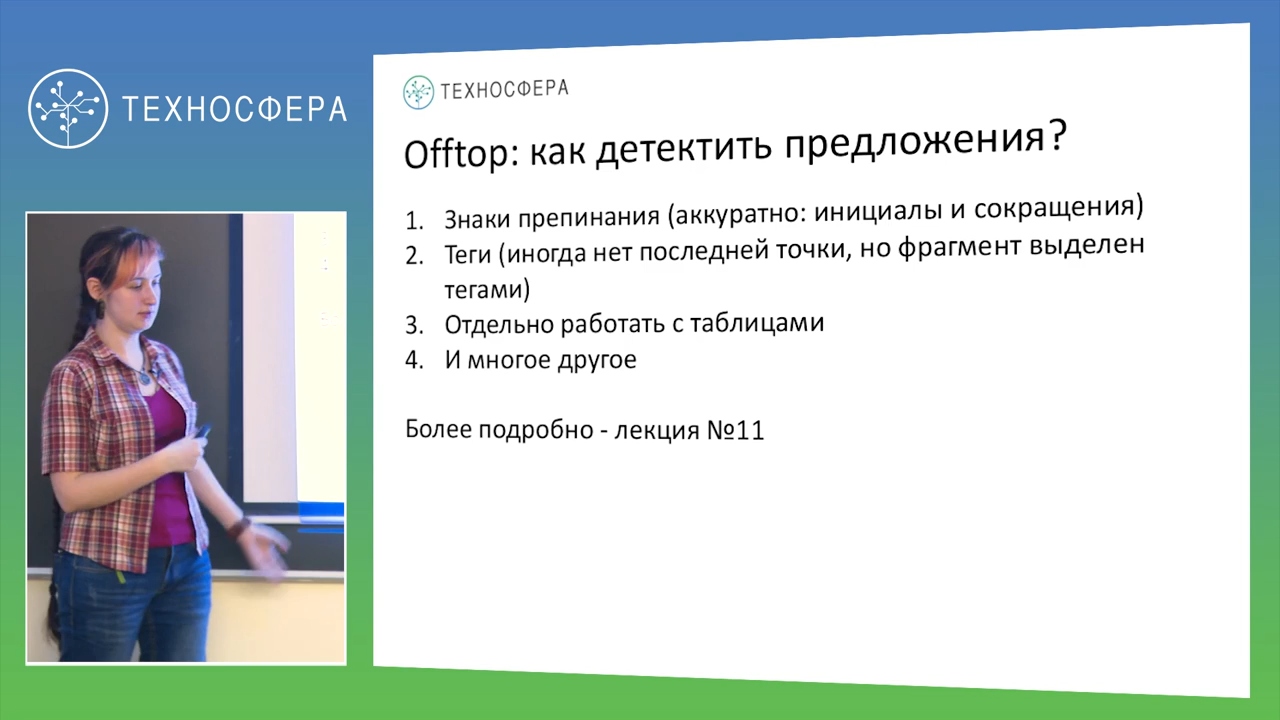 ТЕХНОСФЕРА
ТЕХНОСФЕРА
Offtop: как детектить предложения?
1. Знаки препинания (аккуратно: инициалы и сокращения)
2. Теги (иногда нет последней точки, но фрагмент выделен
тегами)
3. Отдельно работать с таблицами
4. И многое другое
Более подробно - лекция №11